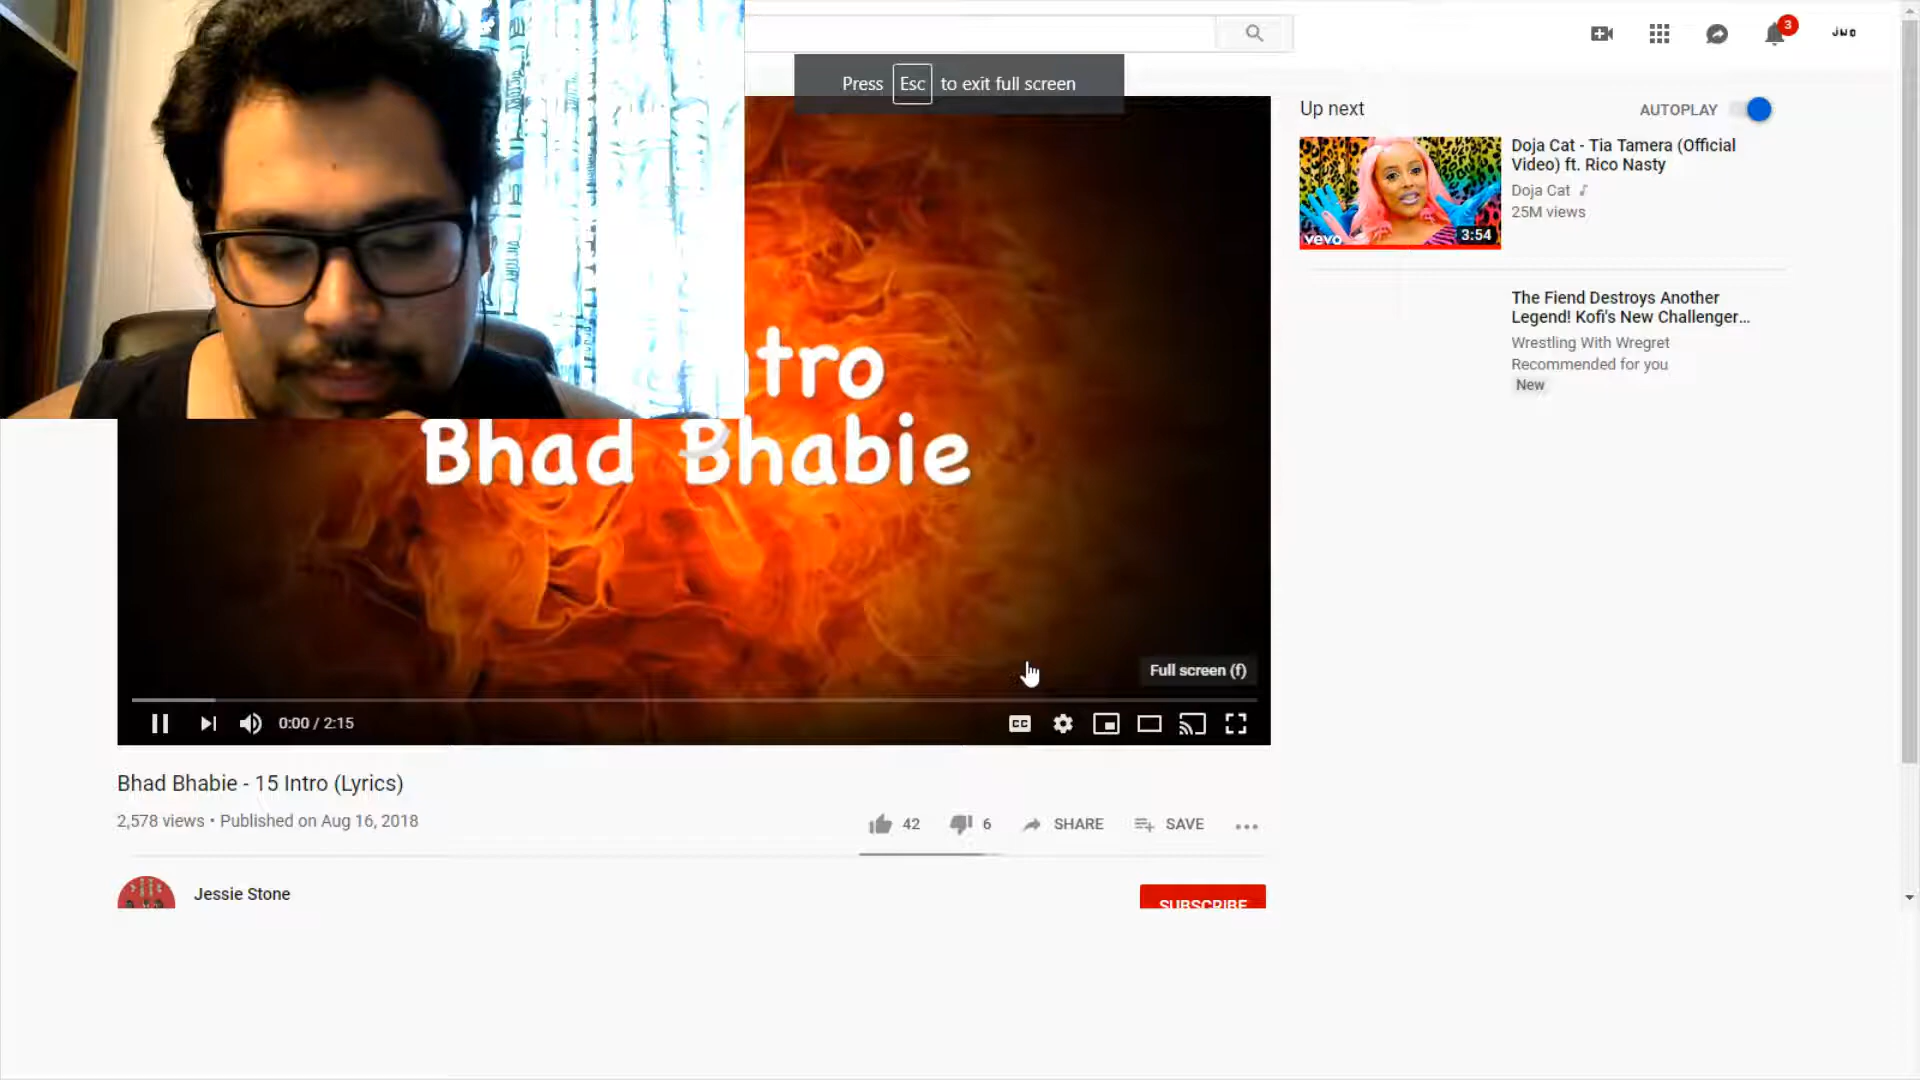 3
JWO
Press Esc to exit full screen
Up next
AUTOPLAY
Doja Cat - Tia Tamera (Official
Video) ft. Rico Nasty
Doja Cat
25M views
vevo
3:54
The Fiend Destroys Another
Legend! Kofi's New Challenger...
Wrestling With Wregret
Recommended for you
New
tro
Bhad Bhabie
Full screen (f)
0:00 / 2:15
CC
Bhad Bhabie - 15 Intro (Lyrics)
2,578 views • Published on Aug 16, 2018
42
6
SHARE
SAVE
Jessie Stone
SUBSCRIBE